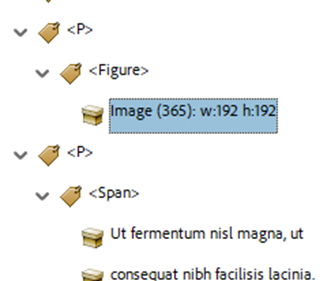 <P>
<Figure>
Image (365): w:192 h:192
<P>
<Span>
Ut fermentum nisl magna, ut
consequat nibh facilisis lacinia.